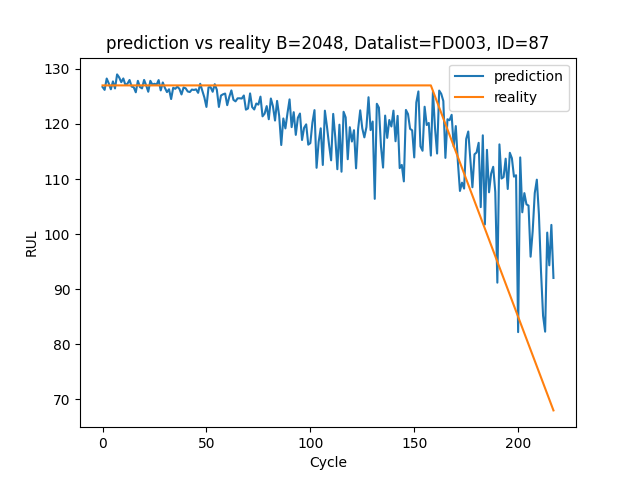 prediction vs reality B=2048, Datalist=FD003, ID=87
prediction
reality
130
120
110
100
90
80
70
RUL
0
50
100
150
200
Cycle